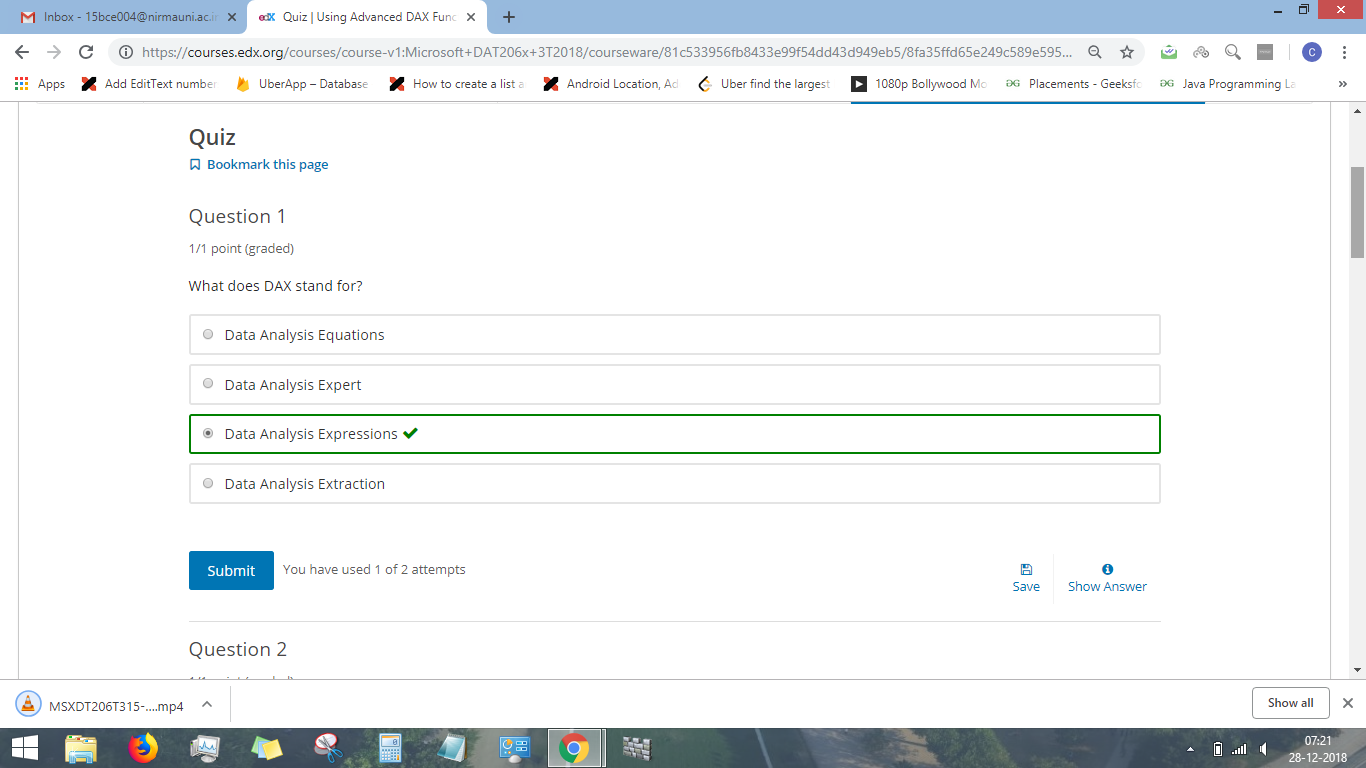 Inbox - 15bce004@nirmauni.ac.i
edX Quiz | Using Advanced DAX Func
https://courses.edx.org/courses/course-v1:Microsoft+DAT206x+3T2018/courseware/81c533956fb8433e99f54dd43d949eb5/8fa35ffd65e249c589e595...
C
Apps Add EditText number UberApp – Database How to create a list a Android Location, Ad Uber find the largest 1080p Bollywood Mo Placements - Geeksfo Java Programming La »
Quiz
Bookmark this page
Question 1
1/1 point (graded)
What does DAX stand for?
Data Analysis Equations
Data Analysis Expert
Data Analysis Expressions
Data Analysis Extraction
Submit You have used 1 of 2 attempts
Save Show Answer
Question 2
MSXDT206T315-....mp4
Show all
07:21
28-12-2018